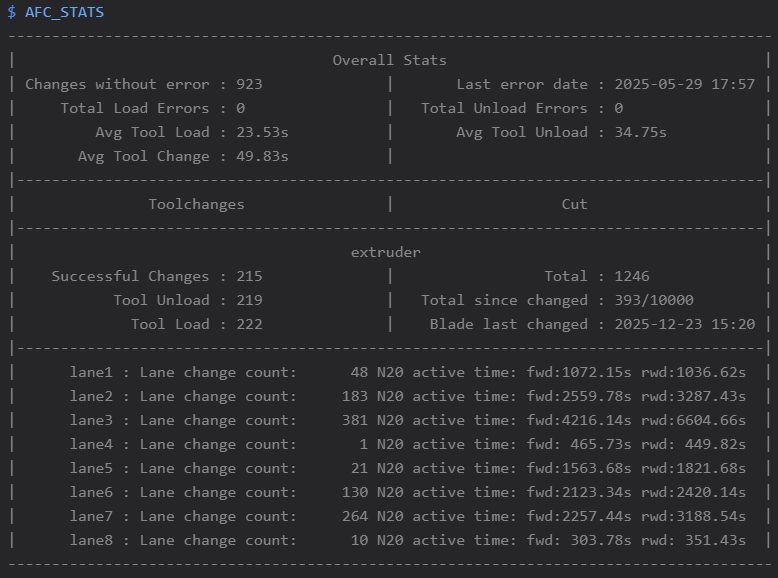 $ AFC_STATS
--------------------------------------------------------------------------------------
|                                    Overall Stats                                    |
| Changes without error : 923              |       Last error date : 2025-05-29 17:57 |
|     Total Load Errors : 0                |   Total Unload Errors : 0                |
|         Avg Tool Load : 23.53s           |       Avg Tool Unload : 34.75s           |
|       Avg Tool Change : 49.83s           |                                          |
|-------------------------------------------------------------------------------------|
|               Toolchanges                |                   Cut                    |
|-------------------------------------------------------------------------------------|
|                                      extruder                                       |
|    Successful Changes : 215              |                 Total : 1246             |
|           Tool Unload : 219              |   Total since changed : 393/10000        |
|             Tool Load : 222              |    Blade last changed : 2025-12-23 15:20 |
|-------------------------------------------------------------------------------------|
|      lane1 : Lane change count:      48 N20 active time: fwd:1072.15s rwd:1036.62s  |
|      lane2 : Lane change count:     183 N20 active time: fwd:2559.78s rwd:3287.43s  |
|      lane3 : Lane change count:     381 N20 active time: fwd:4216.14s rwd:6604.66s  |
|      lane4 : Lane change count:       1 N20 active time: fwd: 465.73s rwd: 449.82s  |
|      lane5 : Lane change count:      21 N20 active time: fwd:1563.68s rwd:1821.68s  |
|      lane6 : Lane change count:     130 N20 active time: fwd:2123.34s rwd:2420.14s  |
|      lane7 : Lane change count:     264 N20 active time: fwd:2257.44s rwd:3188.54s  |
|      lane8 : Lane change count:      10 N20 active time: fwd: 303.78s rwd: 351.43s  |
--------------------------------------------------------------------------------------